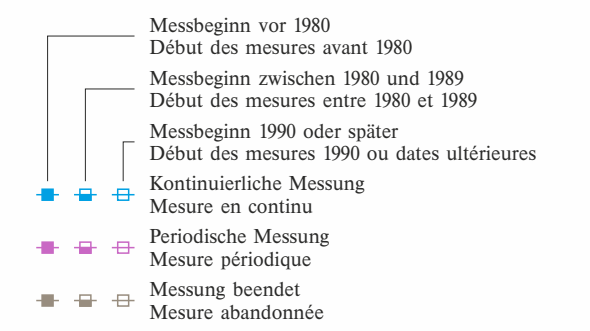 Messbeginn vor 1980
Début des mesures avant 1980
Messbeginn zwischen 1980 und 1989
Début des mesures entre 1980 et 1989
Messbeginn 1990 oder später
Début des mesures 1990 ou dates ultérieures
Kontinuierliche Messung
Mesure en continu
Periodische Messung
Mesure périodique
Messung beendet
Mesure abandonnée